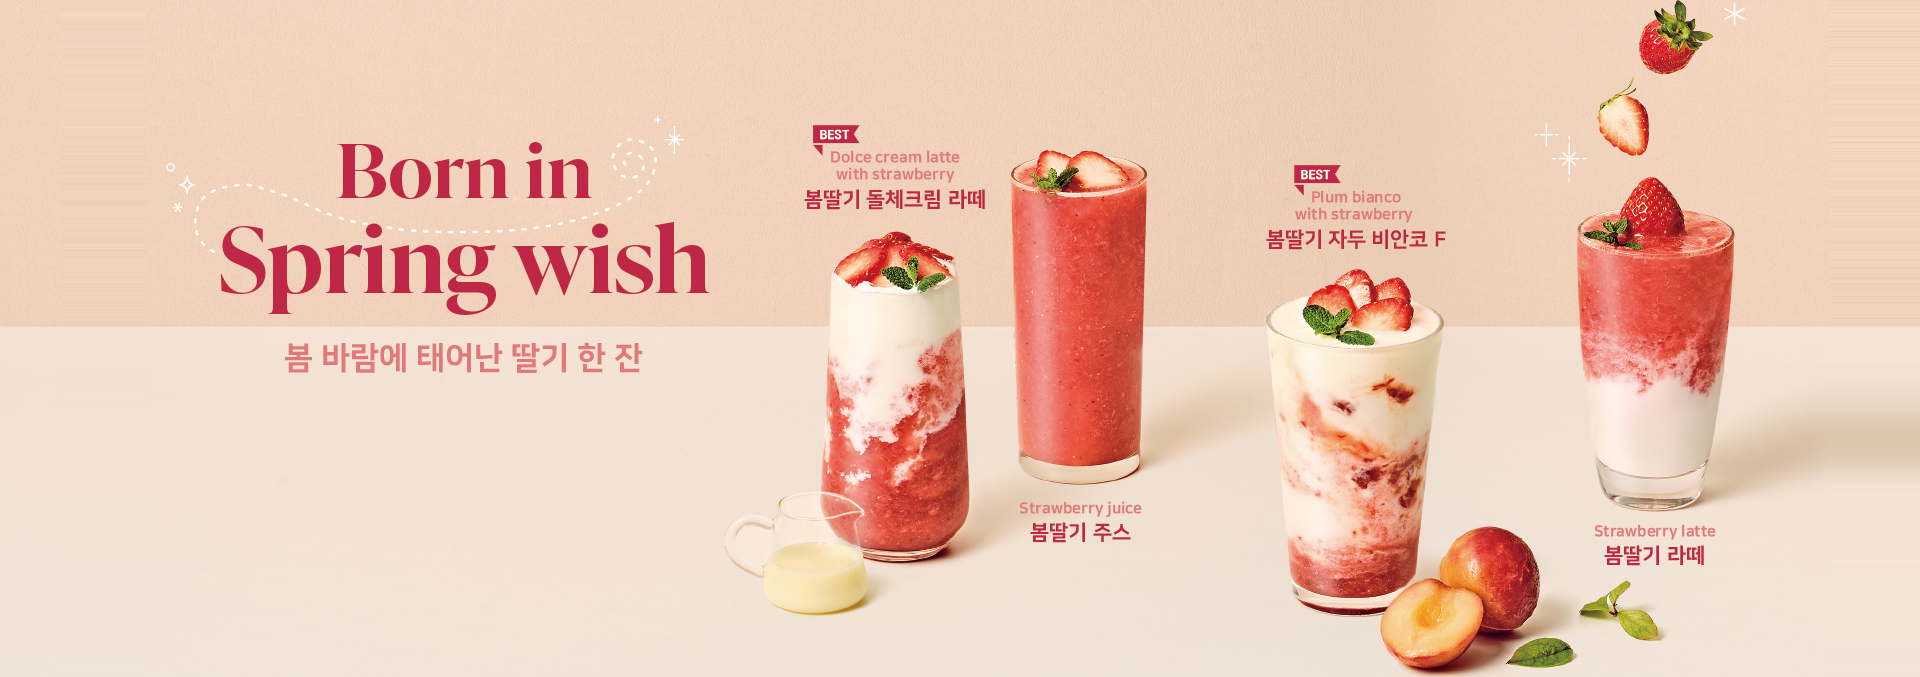 Born in
Spring wish
봄 바람에 태어난 딸기 한 잔
BEST
Dolce cream latte
with strawberry
봄딸기 돌체크림 라떼
Strawberry juice
봄딸기 주스
BEST
Plum bianco
with strawberry
봄딸기 자두 비안코 F
Strawberry latte
봄딸기 라떼